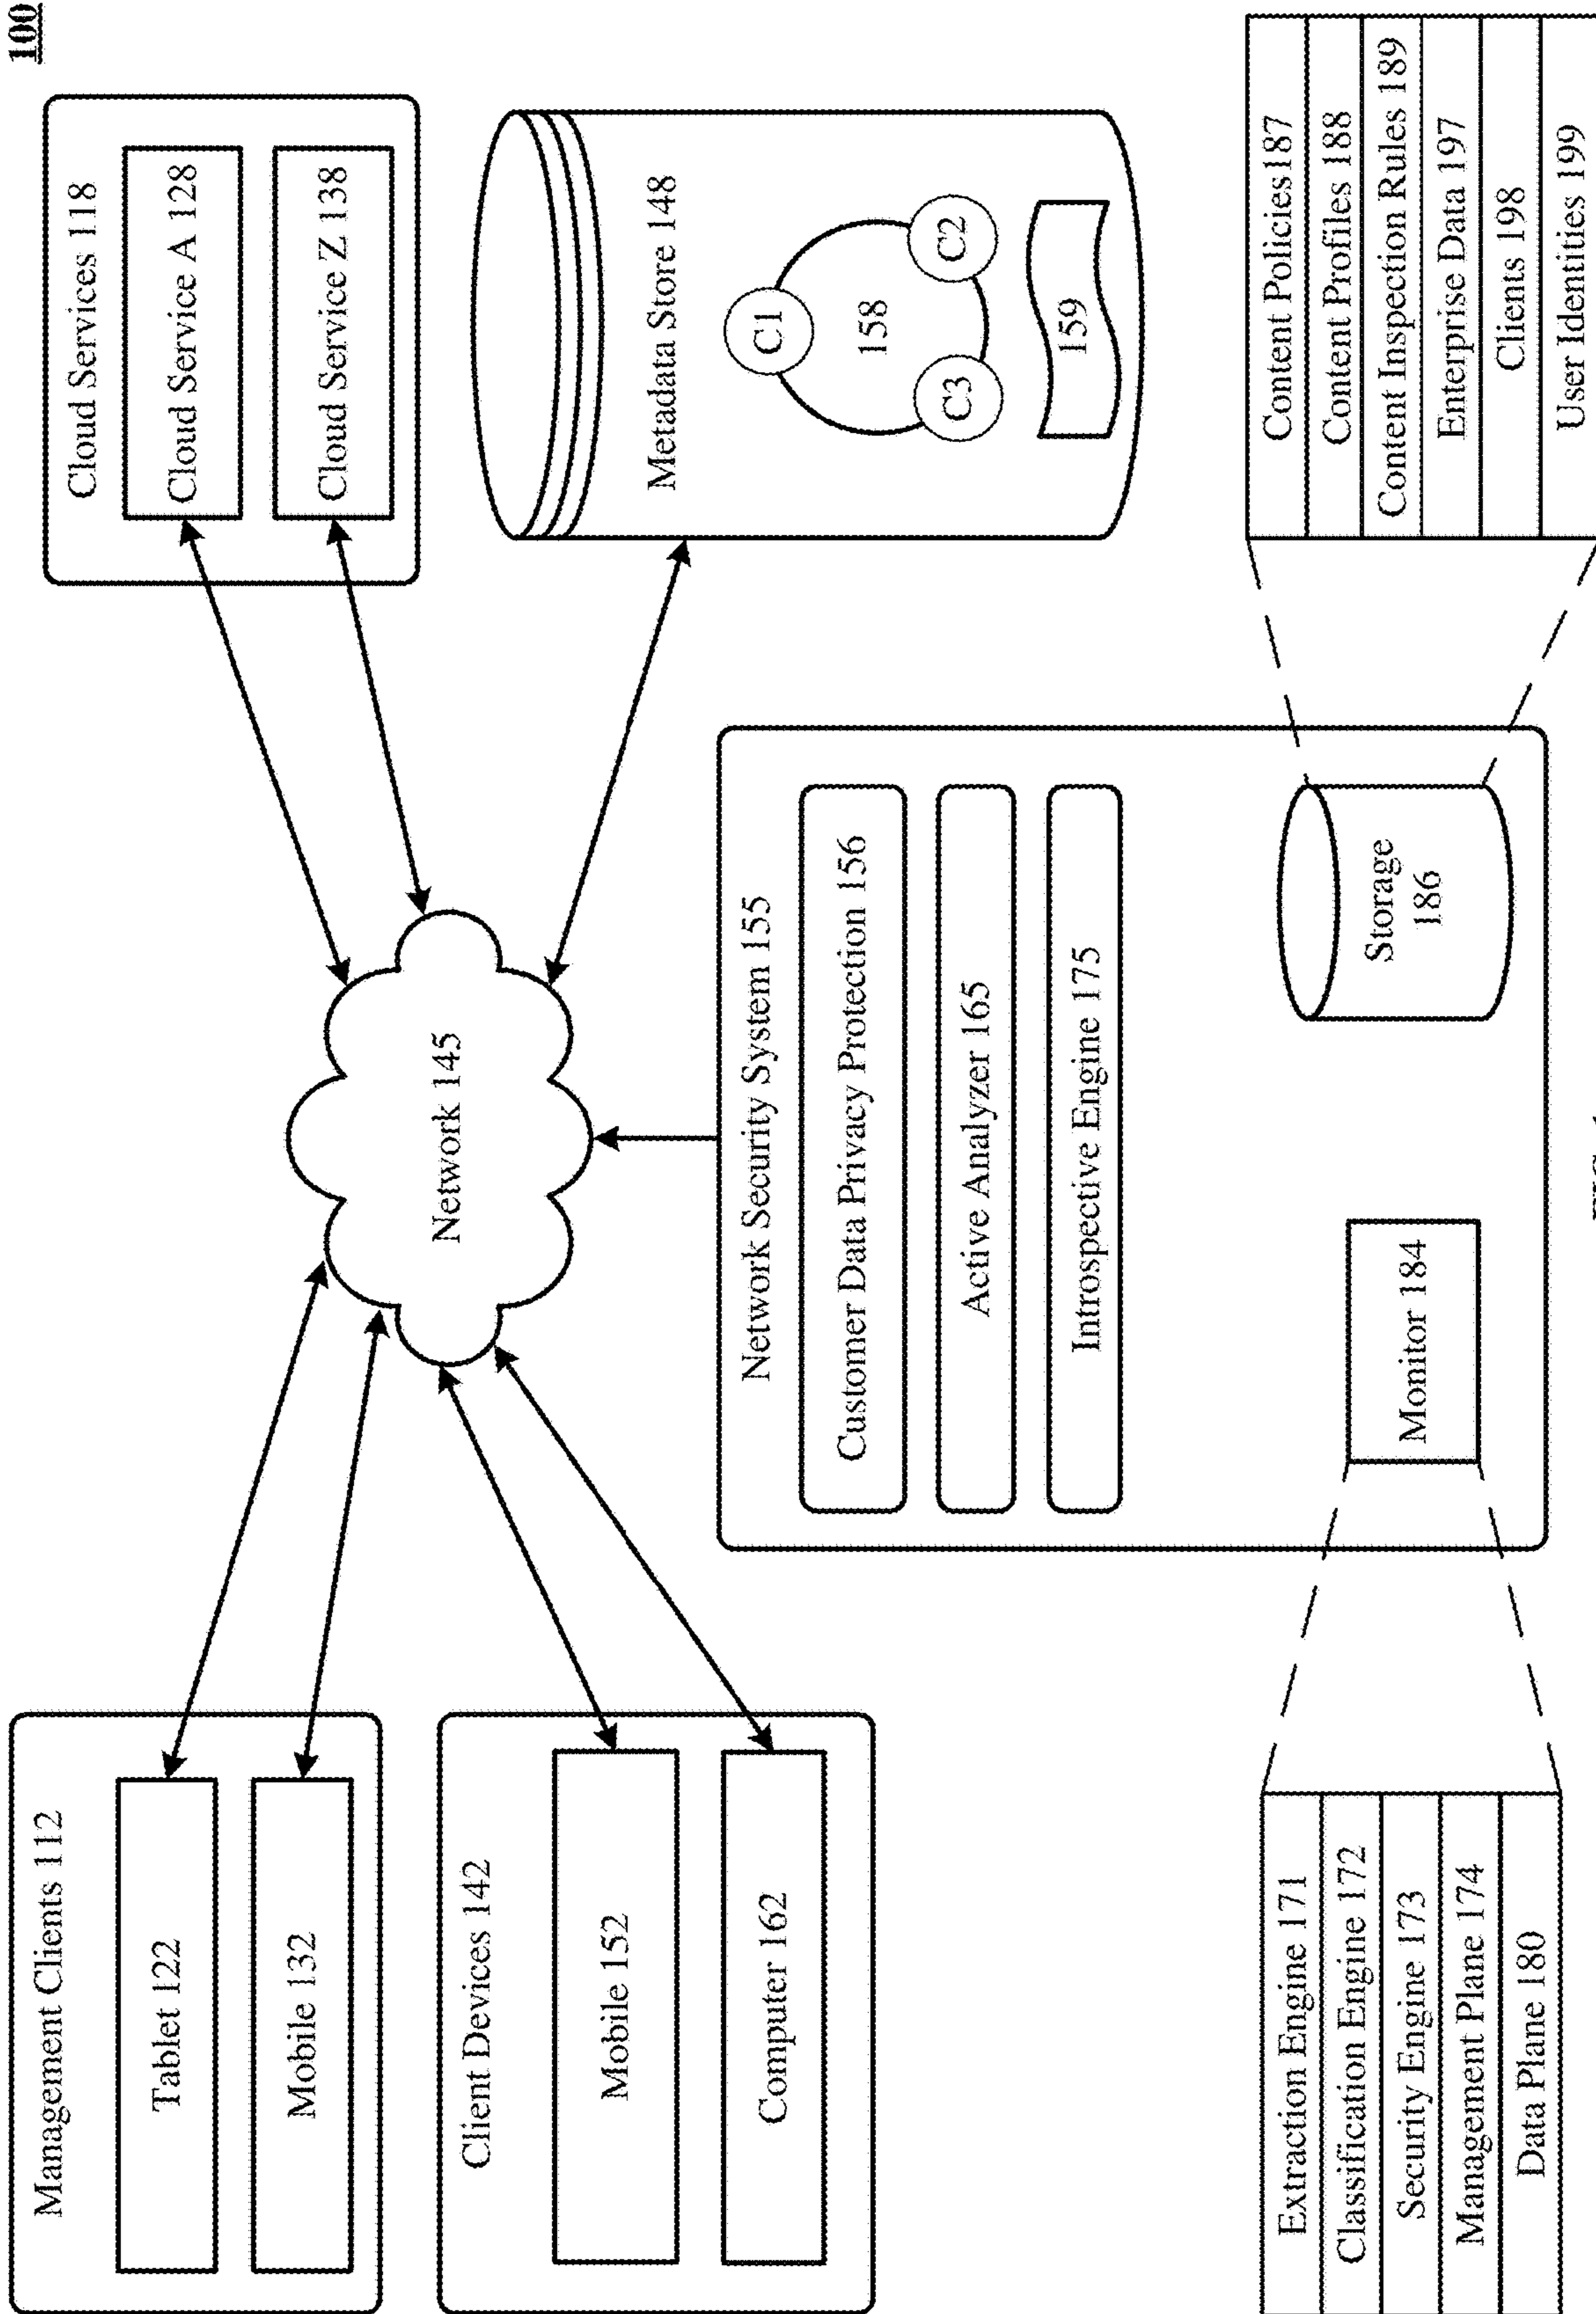 100
Management Clients 112
Tablet 122
Mobile 132
Client Devices 142
Mobile 152
Computer 162
Network 145
Cloud Services 118
Cloud Service A 128
Cloud Service Z 138
Metadata Store 148
C1
158
C3
C2
159
Network Security System 155
Customer Data Privacy Protection 156
Active Analyzer 165
Introspective Engine 175
Monitor 184
Storage
186
Extraction Engine 171
Classification Engine 172
Security Engine 173
Management Plane 174
Data Plane 180
Content Policies187
Content Profiles 188
Content Inspection Rules 189
Enterprise Data 197
Clients 198
User Identities 199